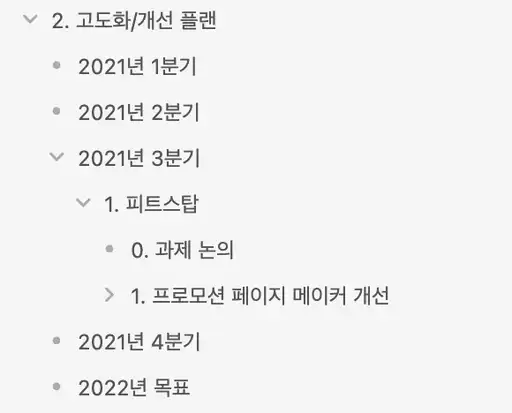 2. 고도화/개선 플랜
2021년 1분기
2021년 2분기
2021년 3분기
1. 피트스탑
0. 과제 논의
1. 프로모션 페이지 메이커 개선
2021년 4분기
2022년 목표